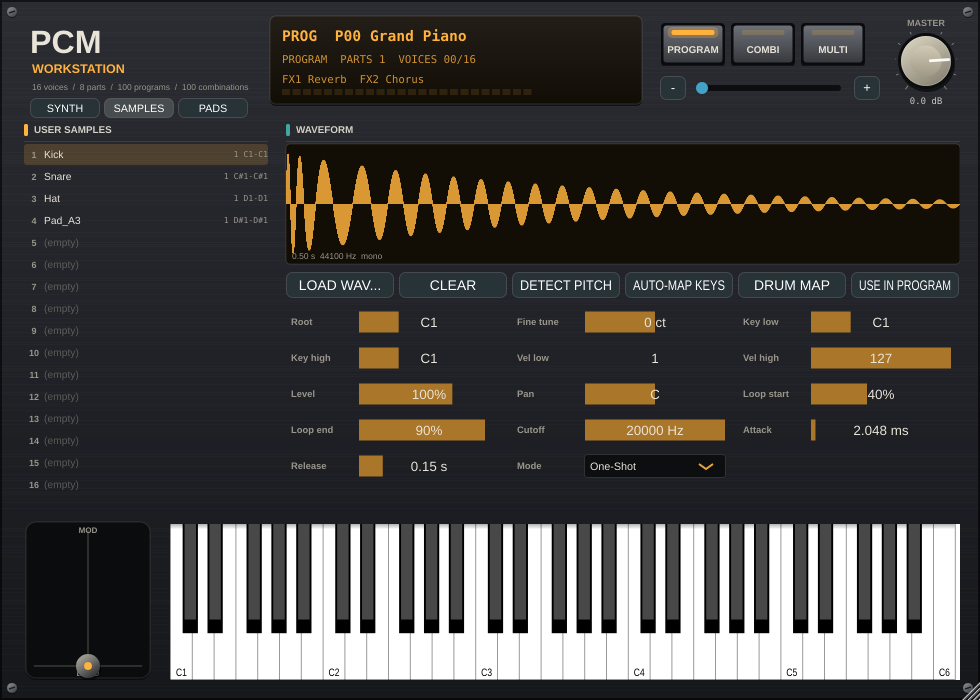 PCM
WORKSTATION
16 voices / 8 parts / 100 programs / 100 combinations
SYNTH SAMPLES PADS
PROG P00 Grand Piano
PROGRAM PARTS 1 VOICES 00/16
FX1 Reverb FX2 Chorus
PROGRAM COMBI MULTI
- +
MASTER
0.0 dB
USER SAMPLES
1 Kick 1 C1-C1
2 Snare 1 C#1-C#1
3 Hat 1 D1-D1
4 Pad_A3 1 D#1-D#1
5 (empty)
6 (empty)
7 (empty)
8 (empty)
9 (empty)
10 (empty)
11 (empty)
12 (empty)
13 (empty)
14 (empty)
15 (empty)
16 (empty)
WAVEFORM
0.50 s 44100 Hz mono
LOAD WAV... CLEAR DETECT PITCH AUTO-MAP KEYS DRUM MAP USE IN PROGRAM
Root C1 Fine tune 0 ct Key low C1
Key high C1 Vel low 1 Vel high 127
Level 100% Pan C Loop start 40%
Loop end 90% Cutoff 20000 Hz Attack 2.048 ms
Release 0.15 s Mode One-Shot
MOD
C1 C2 C3 C4 C5 C6